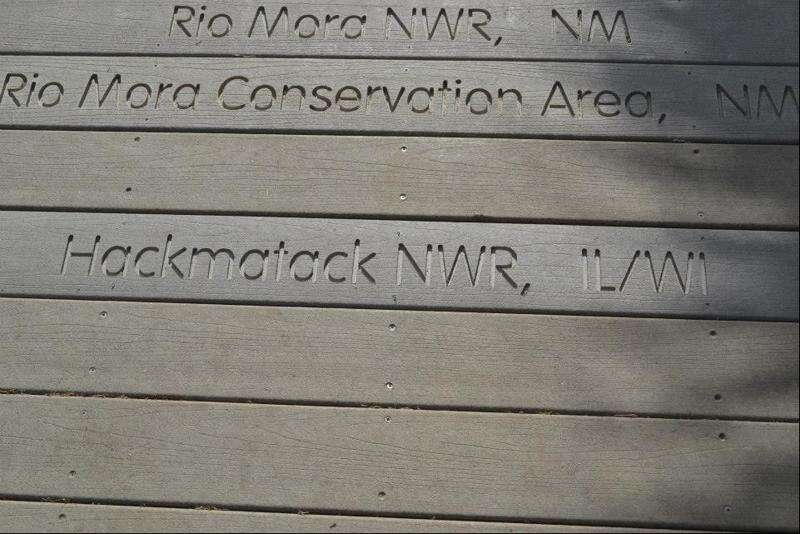 Rio Mora NWR, NM
Rio Mora Conservation Area, NM
Hackmatack NWR, IL/WI